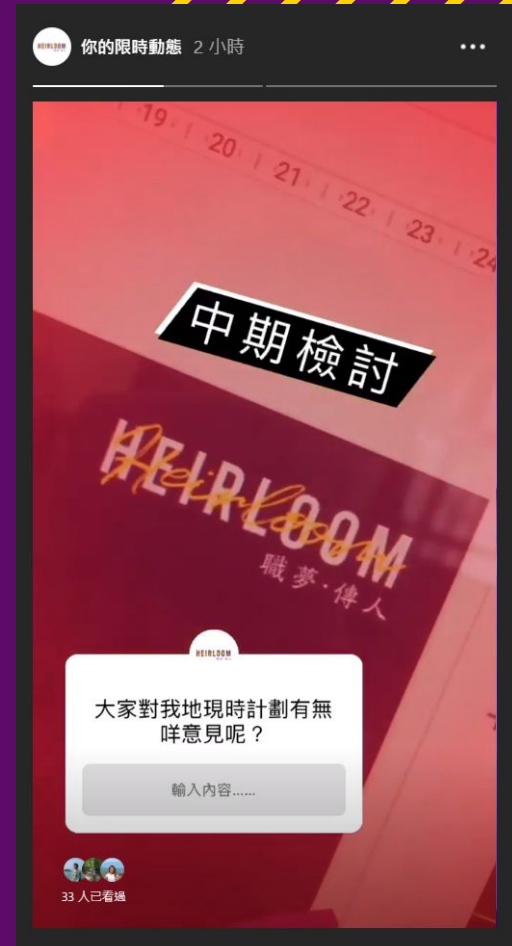 HEIRLOOM
你的限時動態 2 小時
19 20 21 22 23 24
中期檢討
HEIRLOOM
Heirloom
職夢·傳人
HEIRLOOM
大家對我地現時計劃有無
咩意見呢？
輸入內容……
33 人已看過